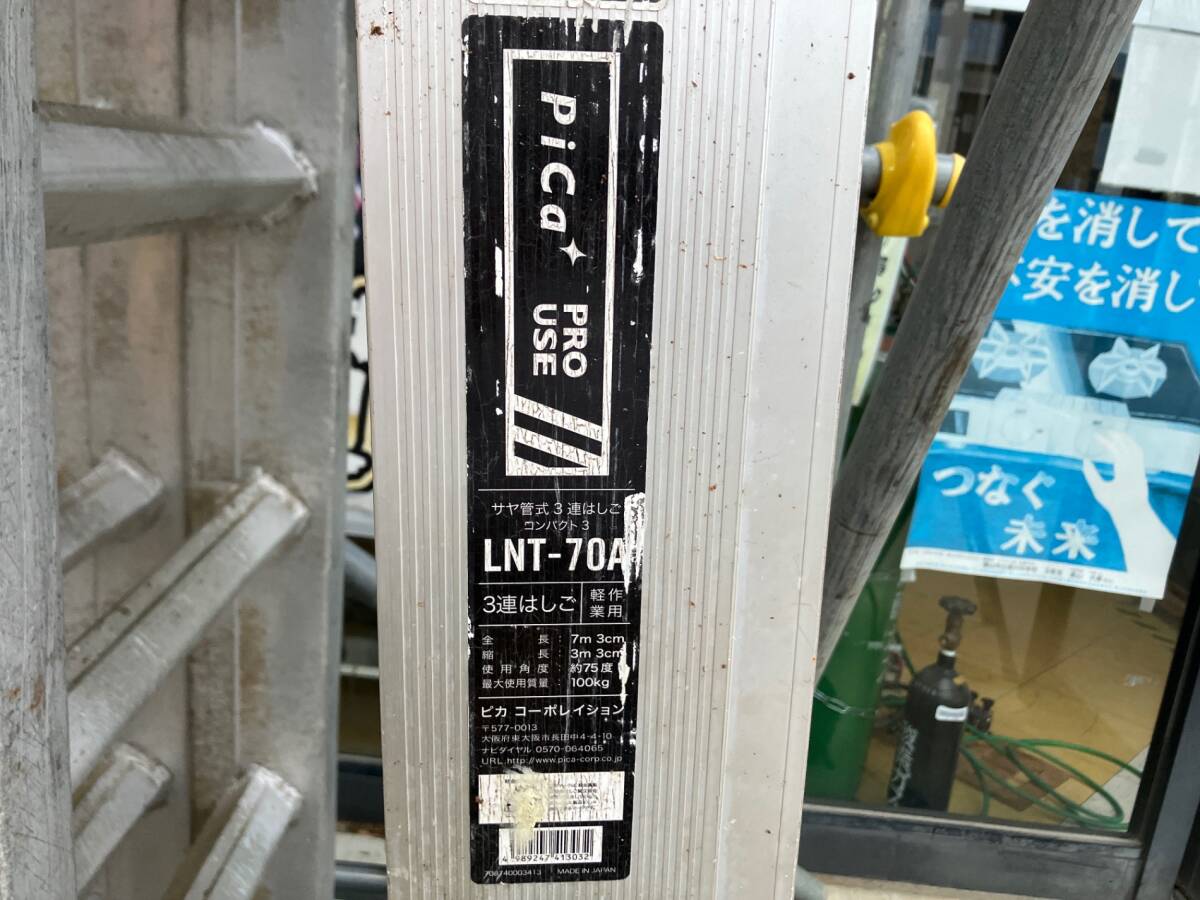 Pica
PRO
USE
サヤ管式3連はしご
コンパクト3
LNT-70A
3連はしご
軽作
業用
全長：7m 3cm
縮長：3m 3cm
使用角度：約75度
最大使用質量：100kg
ピカ コーポレイション
〒577-0013
大阪府東大阪市長田中4-4-10
ナビダイヤル 0570-064065
URL.http://www.pica-corp.co.jp
4 989247 413032
708740003413 MADE IN JAPAN
を消して
不安を消し
つなぐ
未来